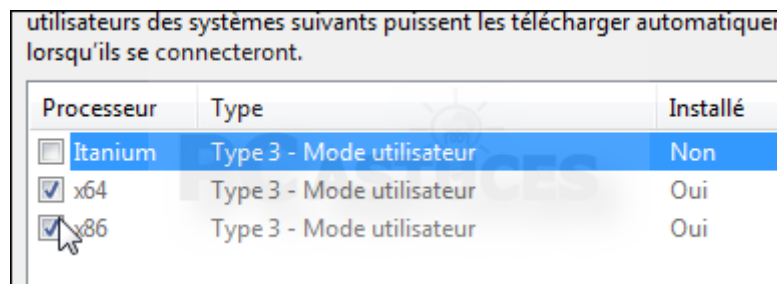 utilisateurs des systèmes suivants puissent les télécharger
lorsqu'ils se connecteront.
Processeur Type Installé
Itanium Type 3 - Mode utilisateur Non
x64 Type 3 - Mode utilisateur Oui
x86 Type 3 - Mode utilisateur Oui
PCASTUCES